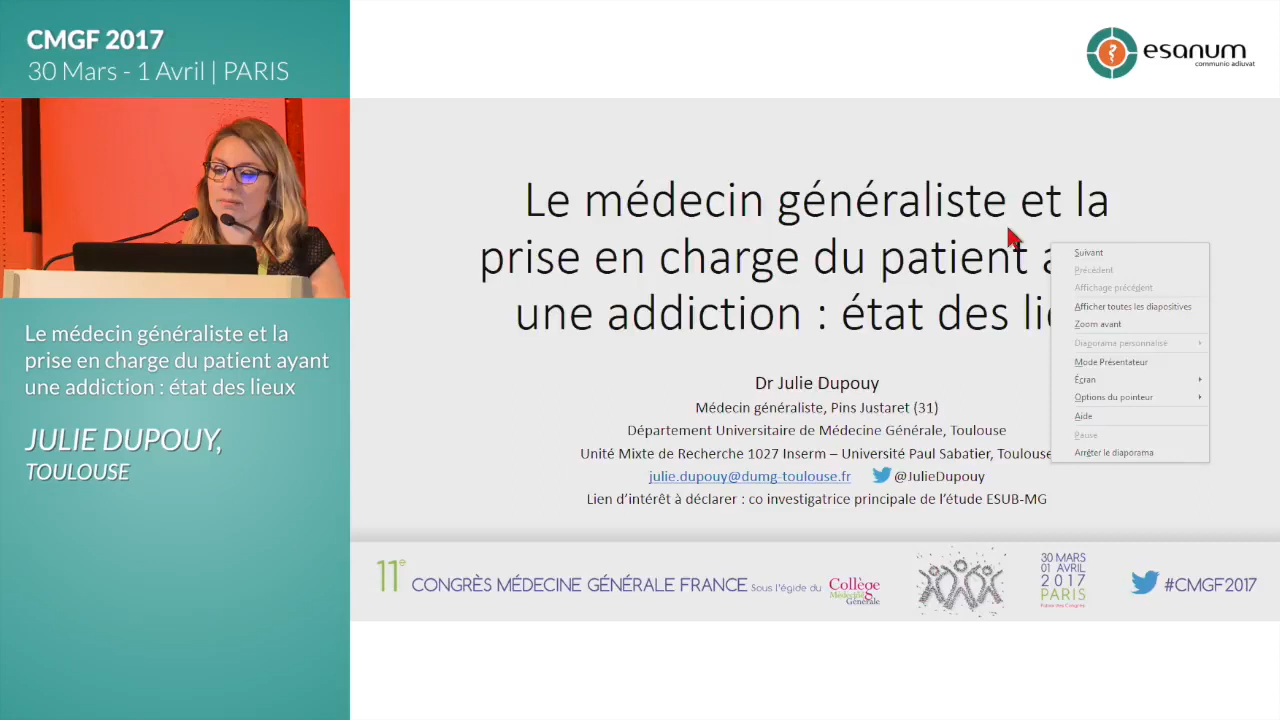 CMGF 2017
30 Mars - 1 Avril | PARIS
esanum
communio adiuvat
Le médecin généraliste et la
prise en charge du patient a
une addiction : état des lie
Suivant
Précédent
Affichage précédent
Afficher toutes les diapositives
Zoom avant
Diaporama personnalisé
Mode Présentateur
Écran
Options du pointeur
Aide
Pause
Arrêter le diaporama
Dr Julie Dupouy
Médecin généraliste, Pins Justaret (31)
Département Universitaire de Médecine Générale, Toulouse
Unité Mixte de Recherche 1027 Inserm – Université Paul Sabatier, Toulouse
julie.dupouy@dumg-toulouse.fr @JulieDupouy
Lien d'intérêt à déclarer : co investigatrice principale de l'étude ESUB-MG
Le médecin généraliste et la
prise en charge du patient ayant
une addiction : état des lieux
JULIE DUPOUY,
TOULOUSE
11e CONGRÈS MÉDECINE GÉNÉRALE FRANCE Sous l'égide du
Collège
Médecine
Générale
30 MARS
01 AVRIL
2017
PARIS
Palais des Congrès
#CMGF2017